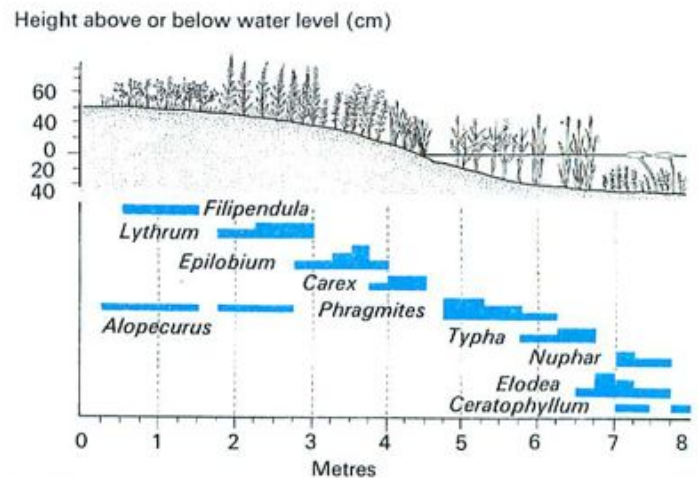 Height above or below water level (cm)
60
40
0
20
40
Filipendula
Lythrum
Epilobium
Carex
Phragmites
Alopecurus
Typha
Nuphar
Elodea
Ceratophyllum
0 1 2 3 4 5 6 7 8
Metres